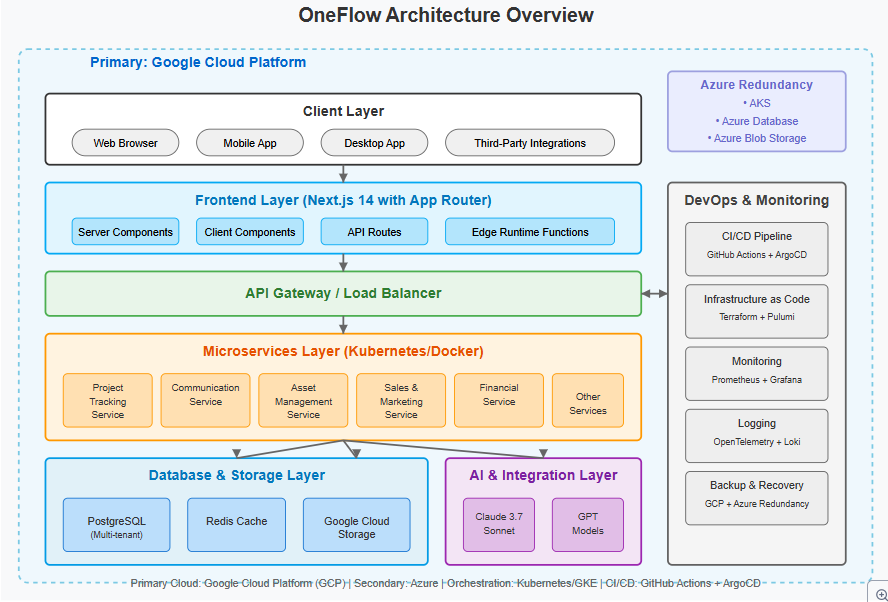 OneFlow Architecture Overview
Primary: Google Cloud Platform
Azure Redundancy
• AKS
• Azure Database
• Azure Blob Storage
Client Layer
Web Browser
Mobile App
Desktop App
Third-Party Integrations
Frontend Layer (Next.js 14 with App Router)
Server Components
Client Components
API Routes
Edge Runtime Functions
API Gateway / Load Balancer
Microservices Layer (Kubernetes/Docker)
Project
Tracking
Service
Communication
Service
Asset
Management
Service
Sales &
Marketing
Service
Financial
Service
Other
Services
Database & Storage Layer
PostgreSQL
(Multi-tenant)
Redis Cache
Google Cloud
Storage
AI & Integration Layer
Claude 3.7
Sonnet
GPT
Models
DevOps & Monitoring
CI/CD Pipeline
GitHub Actions + ArgoCD
Infrastructure as Code
Terraform + Pulumi
Monitoring
Prometheus + Grafana
Logging
OpenTelemetry + Loki
Backup & Recovery
GCP + Azure Redundancy
Primary Cloud: Google Cloud Platform (GCP) | Secondary: Azure | Orchestration: Kubernetes/GKE | CI/CD: GitHub Actions + ArgoCD